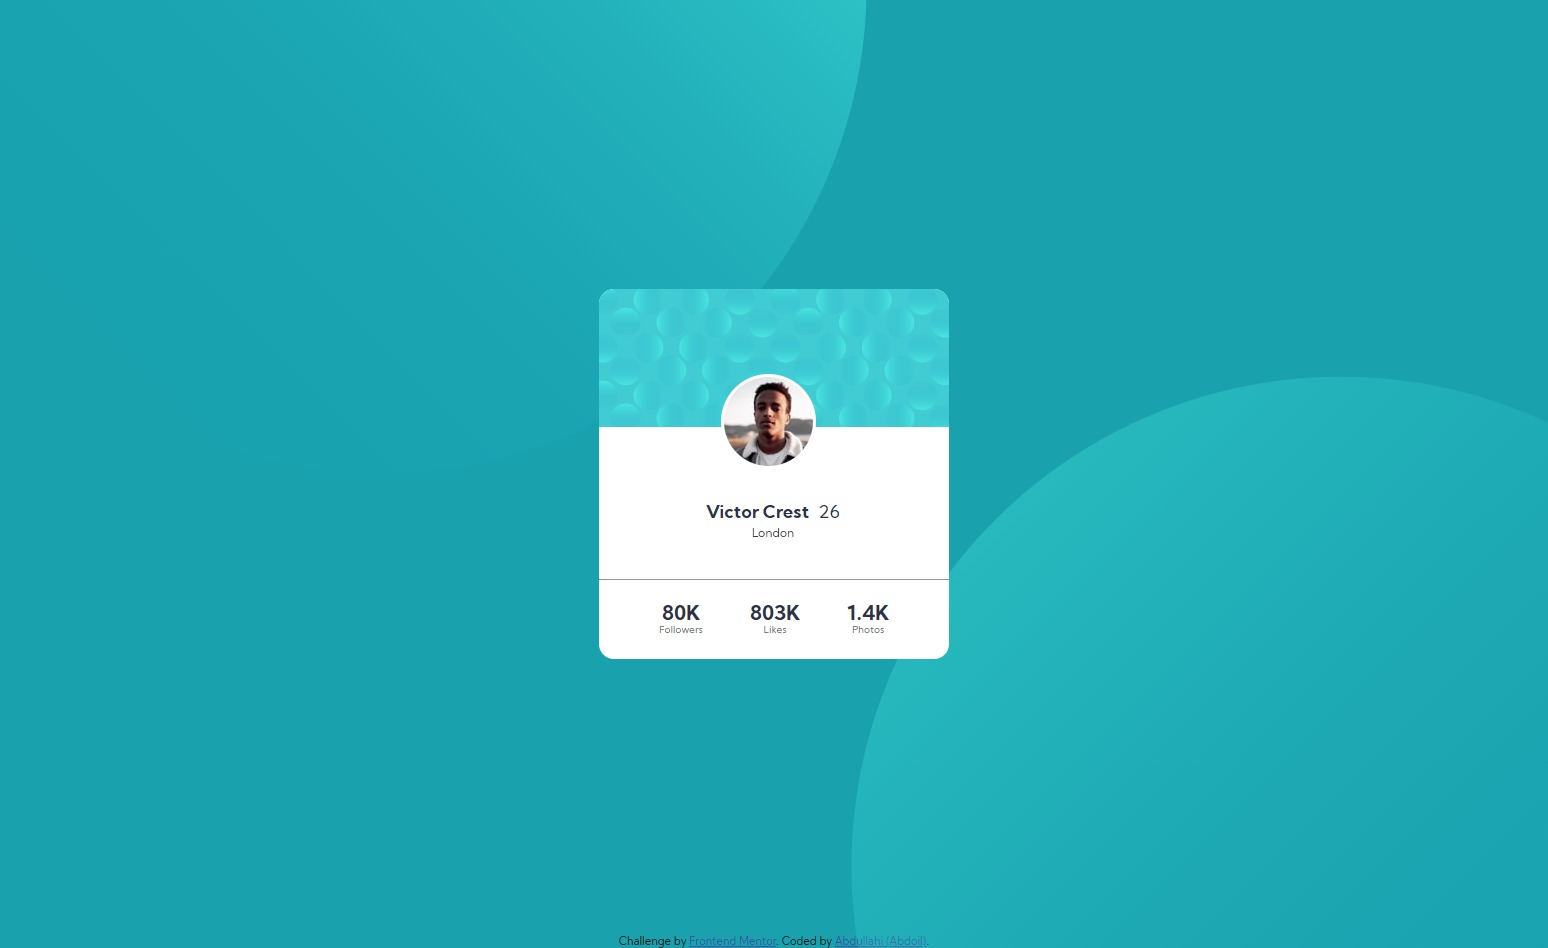 Victor Crest 26
London
80K 803K 1.4K
Followers Likes Photos
Challenge by Frontend Mentor. Coded by Abdullahi (Abdoil).